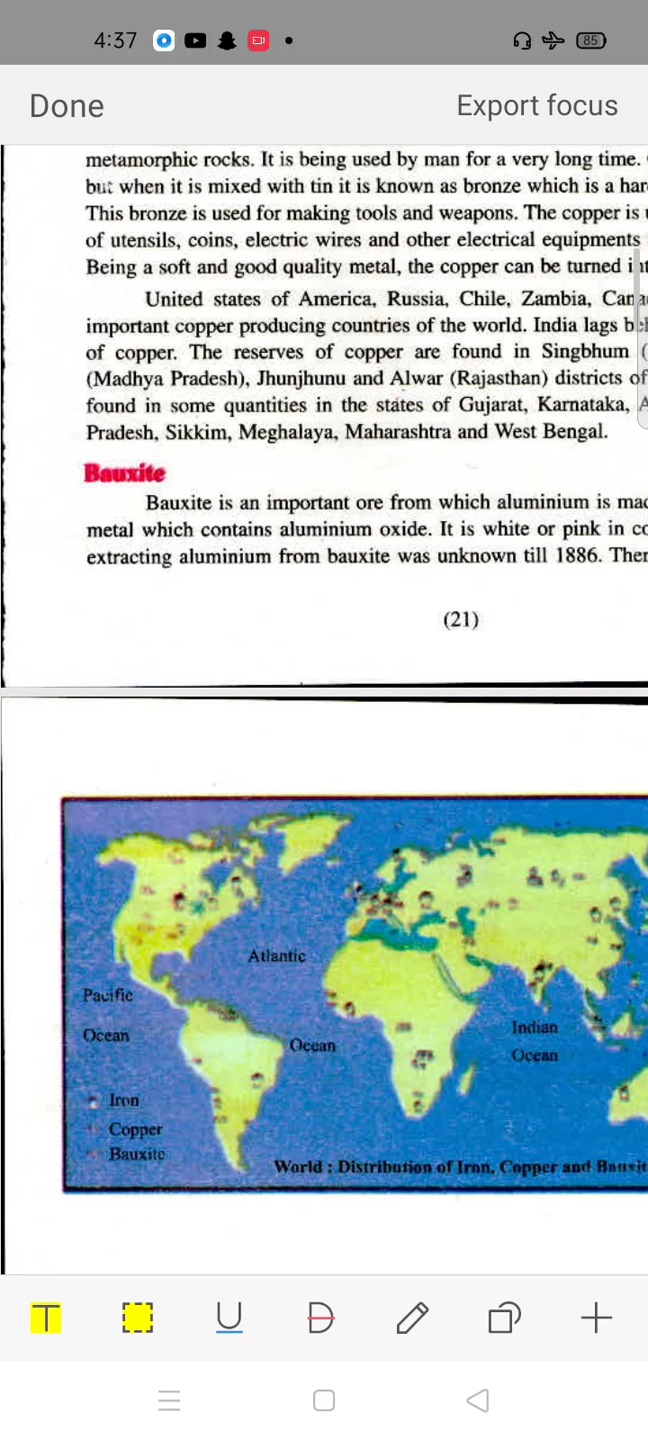 4:37
85
Done
Export focus
metamorphic rocks. It is being used by man for a very long time.
but when it is mixed with tin it is known as bronze which is a har
This bronze is used for making tools and weapons. The copper is
of utensils, coins, electric wires and other electrical equipments
Being a soft and good quality metal, the copper can be turned int
United states of America, Russia, Chile, Zambia, Cana
important copper producing countries of the world. India lags beh
of copper. The reserves of copper are found in Singbhum (
(Madhya Pradesh), Jhunjhunu and Alwar (Rajasthan) districts of
found in some quantities in the states of Gujarat, Karnataka, A
Pradesh, Sikkim, Meghalaya, Maharashtra and West Bengal.
Bauxite
Bauxite is an important ore from which aluminium is mad
metal which contains aluminium oxide. It is white or pink in co
extracting aluminium from bauxite was unknown till 1886. Ther
(21)
Atlantic
Pacific
Ocean
Ocean
Indian
Ocean
Iron
Copper
Bauxite
World : Distribution of Iron, Copper and Bauxit